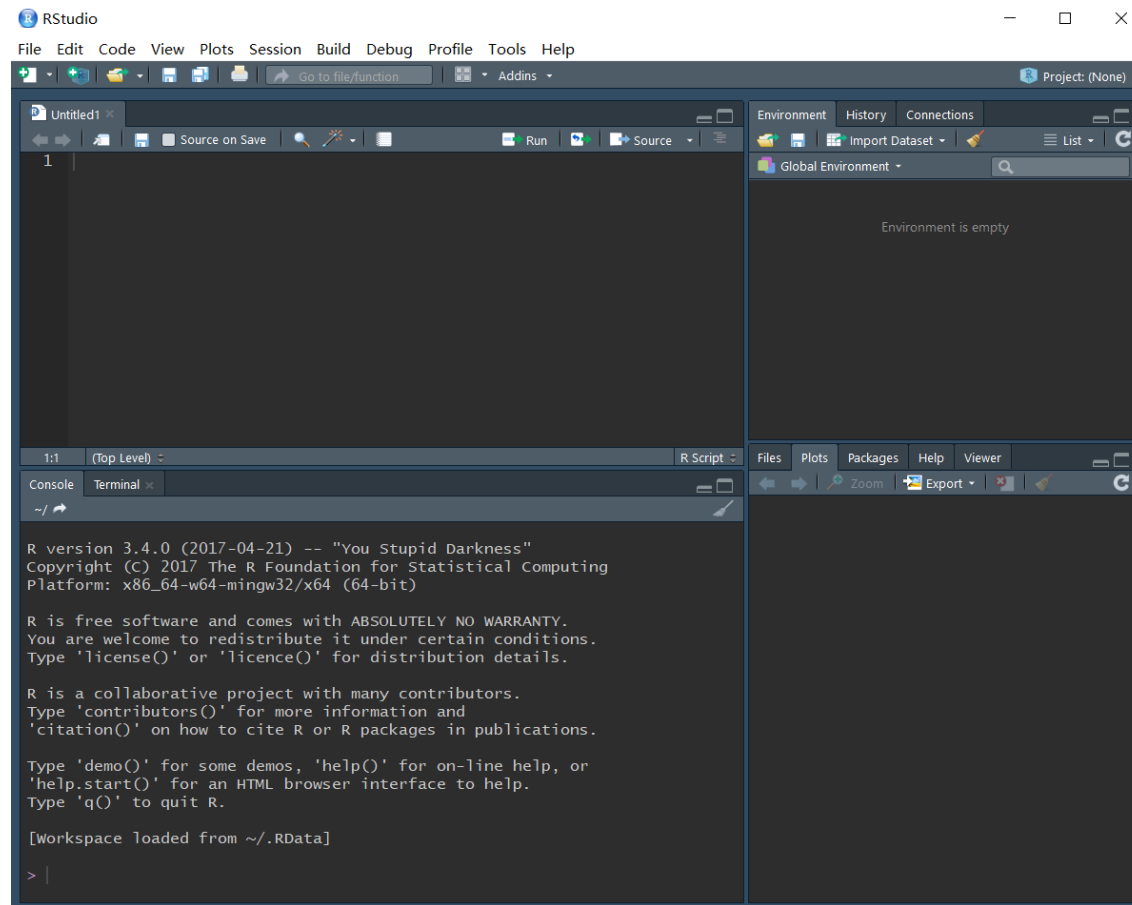 RStudio
File Edit Code View Plots Session Build Debug Profile Tools Help
Go to file/function Addins Project: (None)
Untitled1
Source on Save Run Source
1
1:1 (Top Level) R Script
Console Terminal
~/
R version 3.4.0 (2017-04-21) -- "You Stupid Darkness"
Copyright (C) 2017 The R Foundation for Statistical Computing
Platform: x86_64-w64-mingw32/x64 (64-bit)
R is free software and comes with ABSOLUTELY NO WARRANTY.
You are welcome to redistribute it under certain conditions.
Type 'license()' or 'licence()' for distribution details.
R is a collaborative project with many contributors.
Type 'contributors()' for more information and
'citation()' on how to cite R or R packages in publications.
Type 'demo()' for some demos, 'help()' for on-line help, or
'help.start()' for an HTML browser interface to help.
Type 'q()' to quit R.
[Workspace loaded from ~/.RData]
>
Environment History Connections
Import Dataset List
Global Environment
Environment is empty
Files Plots Packages Help Viewer
Zoom Export